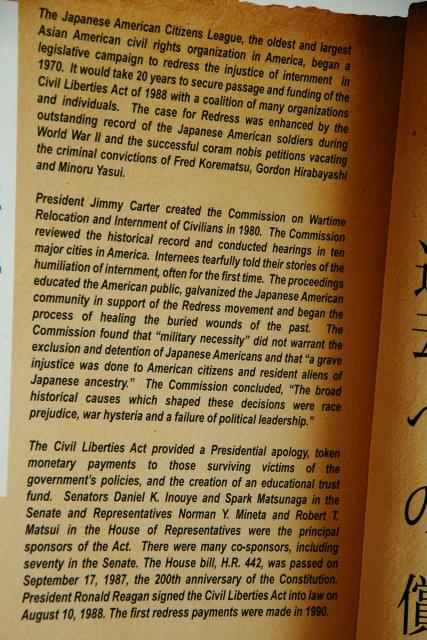 The Japanese American Citizens League, the oldest and largest
Asian American civil rights organization in America, began a
legislative campaign to redress the injustice of internment in
1970. It would take 20 years to secure passage and funding of the
Civil Liberties Act of 1988 with a coalition of many organizations
and individuals. The case for Redress was enhanced by the
outstanding record of the Japanese American soldiers during
World War II and the successful coram nobis petitions vacating
the criminal convictions of Fred Korematsu, Gordon Hirabayashi
and Minoru Yasui.
President Jimmy Carter created the Commission on Wartime
Relocation and Internment of Civilians in 1980. The Commission
reviewed the historical record and conducted hearings in ten
major cities in America. Internees tearfully told their stories of the
humiliation of internment, often for the first time. The proceedings
educated the American public, galvanized the Japanese American
community in support of the Redress movement and began the
process of healing the buried wounds of the past. The
Commission found that “military necessity” did not warrant the
exclusion and detention of Japanese Americans and that “a grave
injustice was done to American citizens and resident aliens of
Japanese ancestry.” The Commission concluded, “The broad
historical causes which shaped these decisions were race
prejudice, war hysteria and a failure of political leadership.”
The Civil Liberties Act provided a Presidential apology, token
monetary payments to those surviving victims of the
government's policies, and the creation of an educational trust
fund. Senators Daniel K. Inouye and Spark Matsunaga in the
Senate and Representatives Norman Y. Mineta and Robert T.
Matsui in the House of Representatives were the principal
sponsors of the Act. There were many co-sponsors, including
seventy in the Senate. The House bill, H.R. 442, was passed on
September 17, 1987, the 200th anniversary of the Constitution.
President Ronald Reagan signed the Civil Liberties Act into law on
August 10, 1988. The first redress payments were made in 1990.
への償